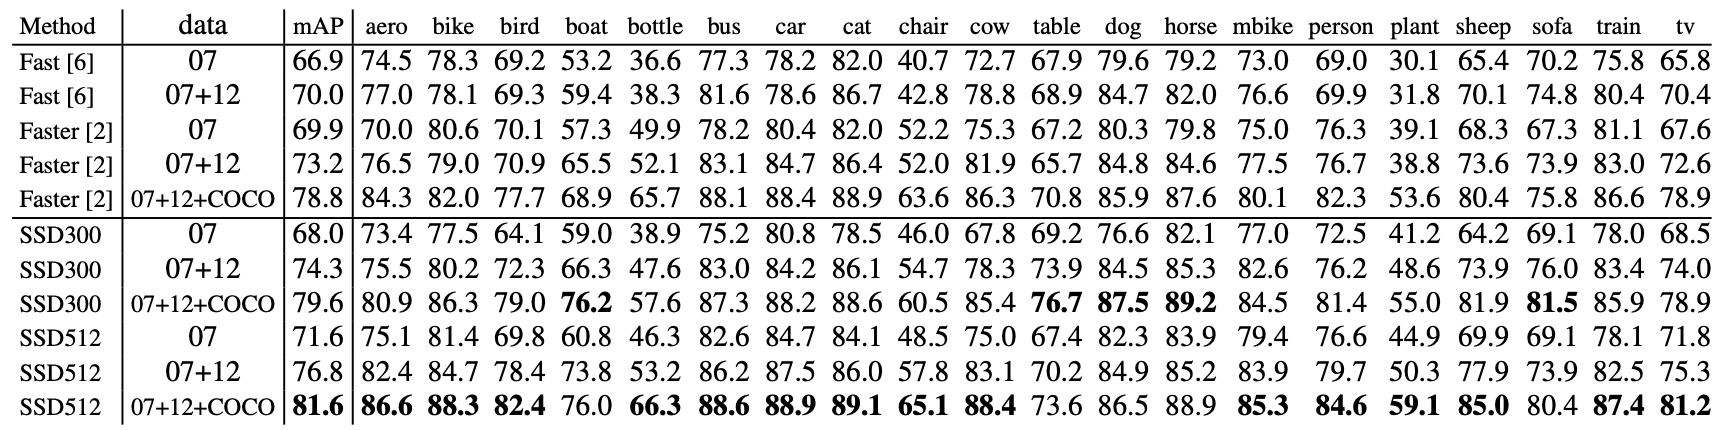 Method data mAP aero bike bird boat bottle bus car cat chair cow table dog horse mbike person plant sheep sofa train tv
Fast [6] 07 66.9 74.5 78.3 69.2 53.2 36.6 77.3 78.2 82.0 40.7 72.7 67.9 79.6 79.2 73.0 69.0 30.1 65.4 70.2 75.8 65.8
Fast [6] 07+12 70.0 77.0 78.1 69.3 59.4 38.3 81.6 78.6 86.7 42.8 78.8 68.9 84.7 82.0 76.6 69.9 31.8 70.1 74.8 80.4 70.4
Faster [2] 07 69.9 70.0 80.6 70.1 57.3 49.9 78.2 80.4 82.0 52.2 75.3 67.2 80.3 79.8 75.0 76.3 39.1 68.3 67.3 81.1 67.6
Faster [2] 07+12 73.2 76.5 79.0 70.9 65.5 52.1 83.1 84.7 86.4 52.0 81.9 65.7 84.8 84.6 77.5 76.7 38.8 73.6 73.9 83.0 72.6
Faster [2] 07+12+COCO 78.8 84.3 82.0 77.7 68.9 65.7 88.1 88.4 88.9 63.6 86.3 70.8 85.9 87.6 80.1 82.3 53.6 80.4 75.8 86.6 78.9
SSD300 07 68.0 73.4 77.5 64.1 59.0 38.9 75.2 80.8 78.5 46.0 67.8 69.2 76.6 82.1 77.0 72.5 41.2 64.2 69.1 78.0 68.5
SSD300 07+12 74.3 75.5 80.2 72.3 66.3 47.6 83.0 84.2 86.1 54.7 78.3 73.9 84.5 85.3 82.6 76.2 48.6 73.9 76.0 83.4 74.0
SSD300 07+12+COCO 79.6 80.9 86.3 79.0 76.2 57.6 87.3 88.2 88.6 60.5 85.4 76.7 87.5 89.2 84.5 81.4 55.0 81.9 81.5 85.9 78.9
SSD512 07 71.6 75.1 81.4 69.8 60.8 46.3 82.6 84.7 84.1 48.5 75.0 67.4 82.3 83.9 79.4 76.6 44.9 69.9 69.1 78.1 71.8
SSD512 07+12 76.8 82.4 84.7 78.4 73.8 53.2 86.2 87.5 86.0 57.8 83.1 70.2 84.9 85.2 83.9 79.7 50.3 77.9 73.9 82.5 75.3
SSD512 07+12+COCO 81.6 86.6 88.3 82.4 76.0 66.3 88.6 88.9 89.1 65.1 88.4 73.6 86.5 88.9 85.3 84.6 59.1 85.0 80.4 87.4 81.2